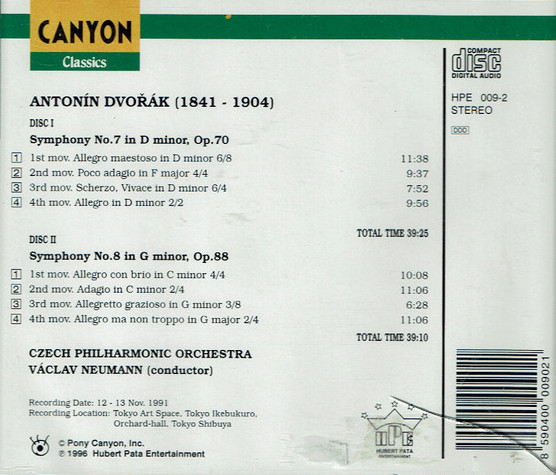 CANYON
Classics
COMPACT
disc
DIGITAL AUDIO
HPE 009-2
STEREO
DDD
ANTONÍN DVOŘÁK (1841 - 1904)
DISC I
Symphony No.7 in D minor, Op.70
1 1st mov. Allegro maestoso in D minor 6/8 11:38
2 2nd mov. Poco adagio in F major 4/4 9:37
3 3rd mov. Scherzo, Vivace in D minor 6/4 7:52
4 4th mov. Allegro in D minor 2/2 9:56
TOTAL TIME 39:25
DISC II
Symphony No.8 in G minor, Op.88
1 1st mov. Allegro con brio in C minor 4/4 10:08
2 2nd mov. Adagio in C minor 2/4 11:06
3 3rd mov. Allegretto grazioso in G minor 3/8 6:28
4 4th mov. Allegro ma non troppo in G major 2/4 11:06
TOTAL TIME 39:10
CZECH PHILHARMONIC ORCHESTRA
VÁCLAV NEUMANN (conductor)
Recording Date: 12 - 13 Nov. 1991
Recording Location: Tokyo Art Space, Tokyo Ikebukuro,
Orchard-hall, Tokyo Shibuya
© Pony Canyon, Inc.
℗ 1996 Hubert Pata Entertainment
HPE
HUBERT PATA
ENTERTAINMENT
8 590400 009021